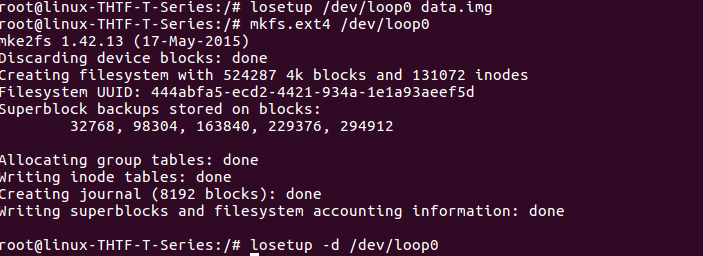 root@linux-THTF-T-Series:/# losetup /dev/loop0 data.img
root@linux-THTF-T-Series:/# mkfs.ext4 /dev/loop0
mke2fs 1.42.13 (17-May-2015)
Discarding device blocks: done
Creating filesystem with 524287 4k blocks and 131072 inodes
Filesystem UUID: 444abfa5-ecd2-4421-934a-1e1a93aeef5d
Superblock backups stored on blocks:
        32768, 98304, 163840, 229376, 294912

Allocating group tables: done
Writing inode tables: done
Creating journal (8192 blocks): done
Writing superblocks and filesystem accounting information: done

root@linux-THTF-T-Series:/# losetup -d /dev/loop0